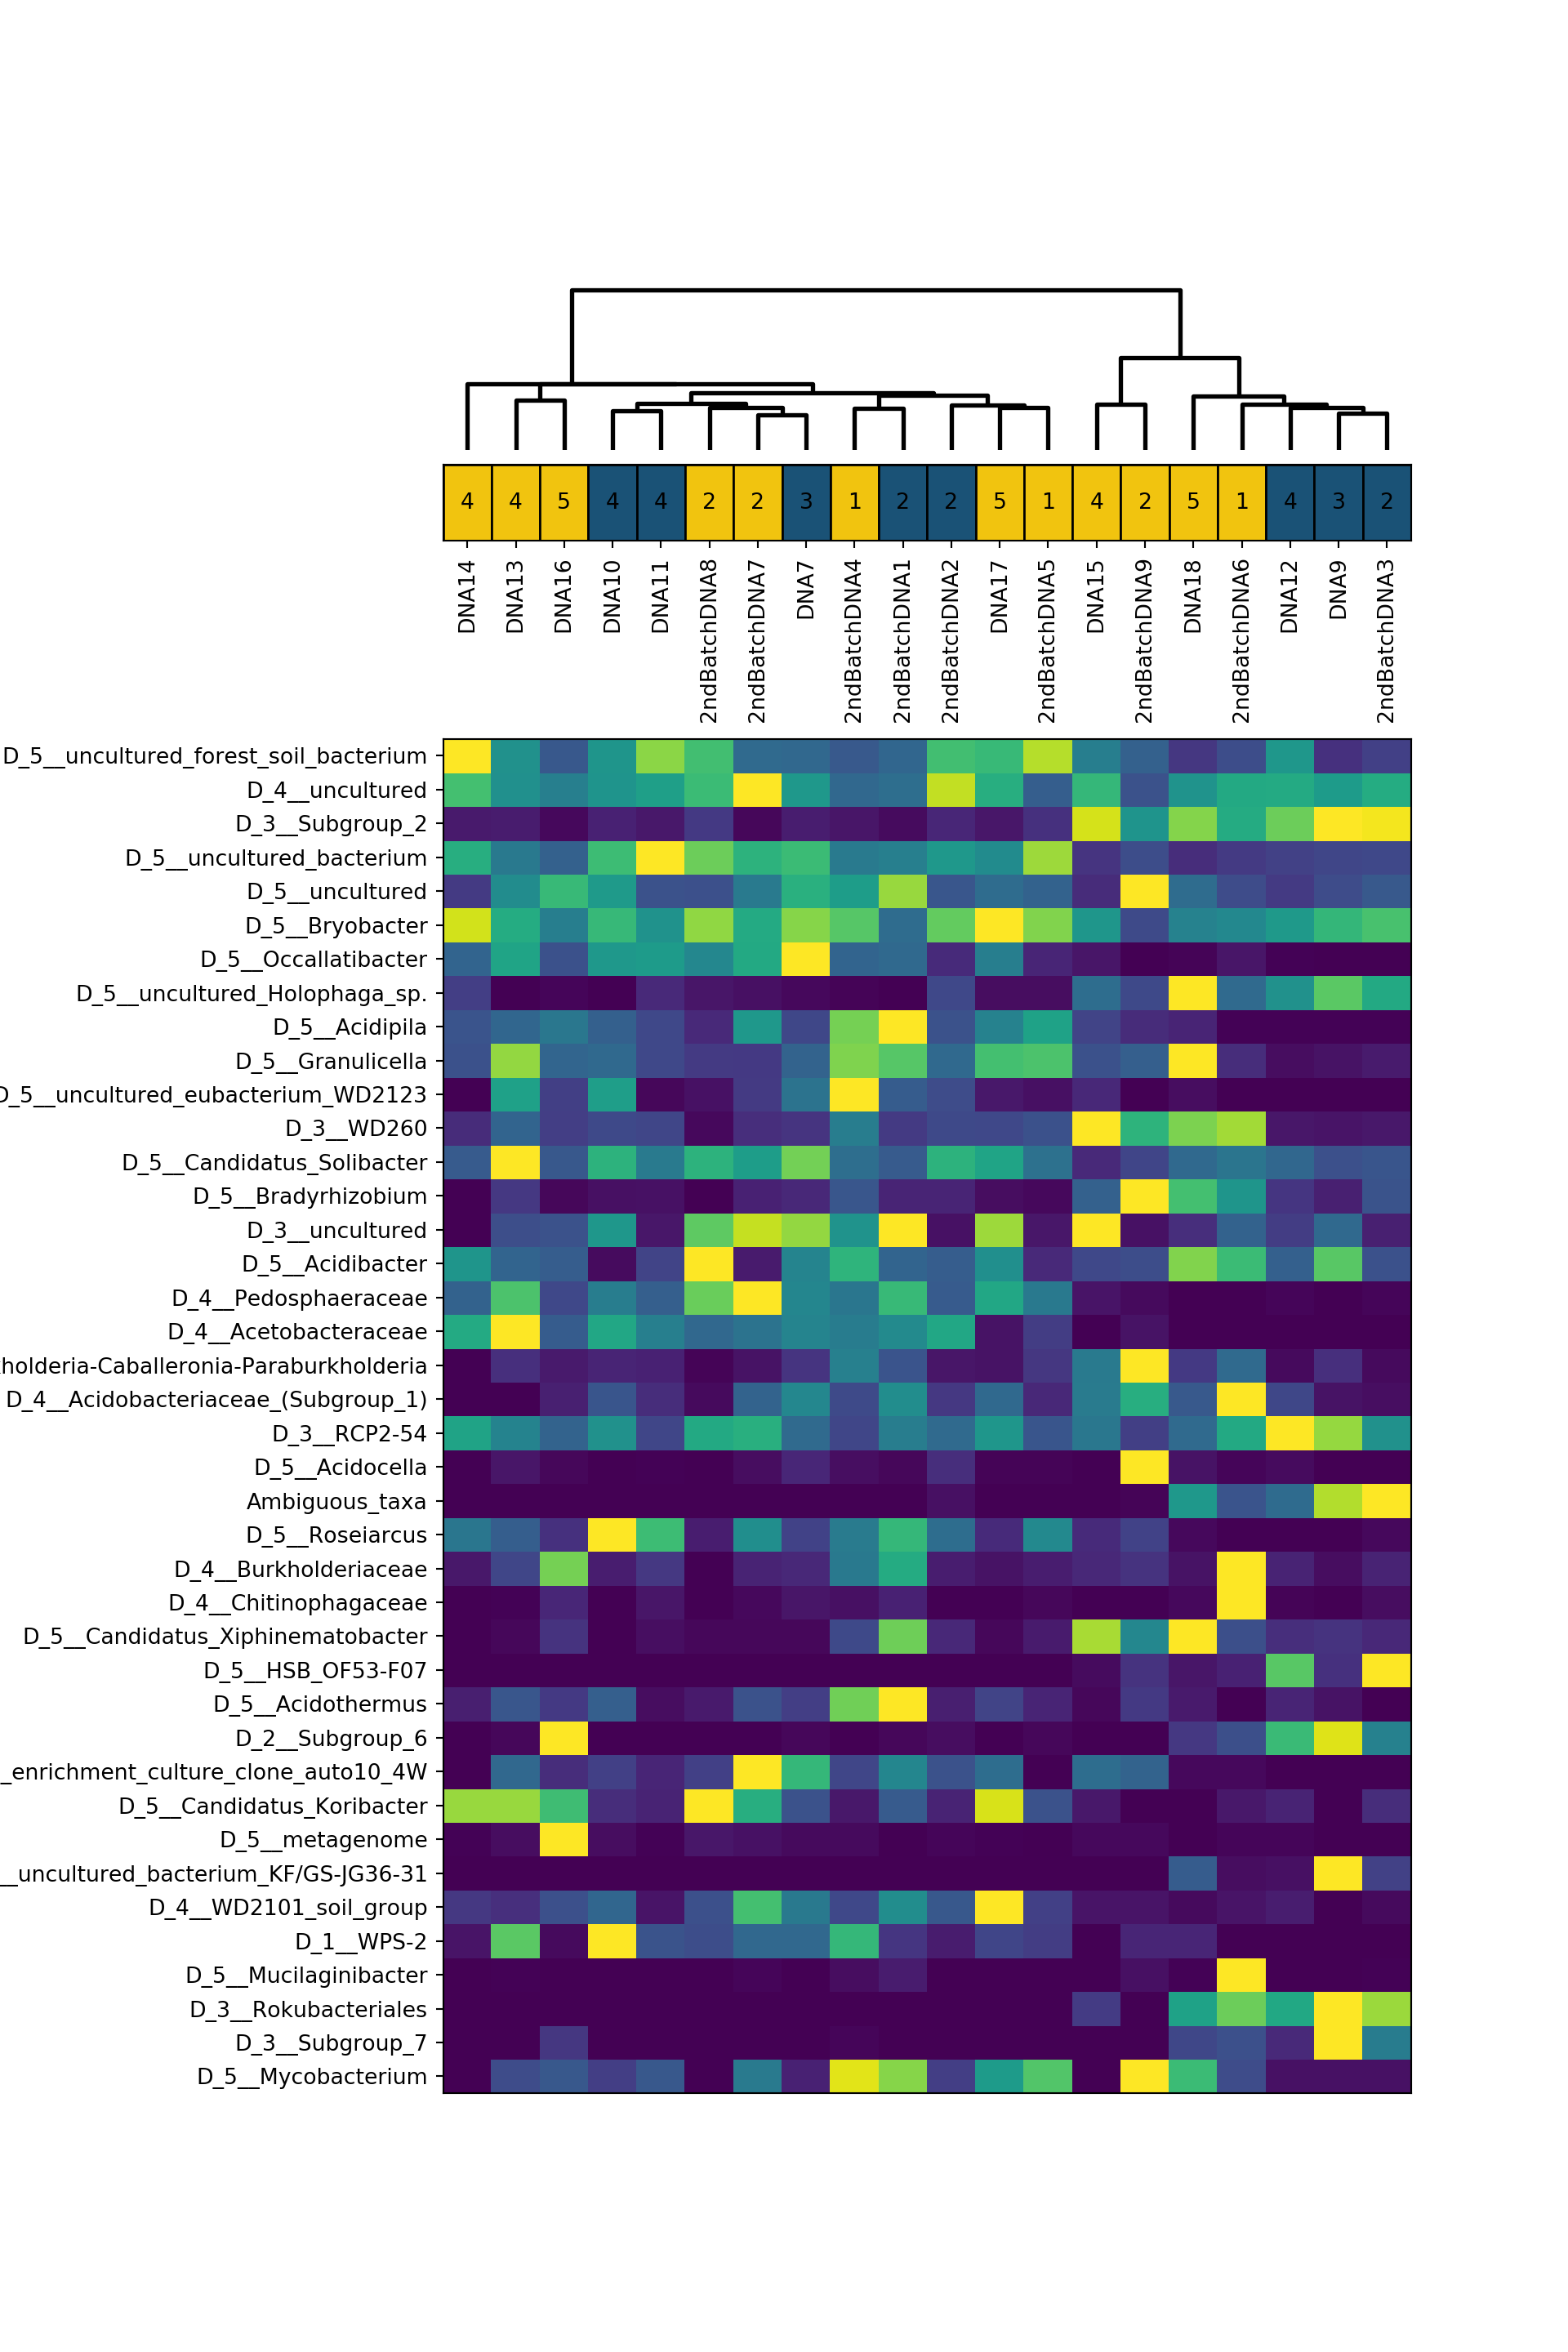 4 4 5 4 4 2 2 3 1 2 2 5 1 4 2 5 1 4 3 2
DNA14 DNA13 DNA16 DNA10 DNA11 2ndBatchDNA8 2ndBatchDNA7 DNA7 2ndBatchDNA4 2ndBatchDNA1 2ndBatchDNA2 DNA17 2ndBatchDNA5 DNA15 2ndBatchDNA9 DNA18 2ndBatchDNA6 DNA12 DNA9 2ndBatchDNA3
D_5__uncultured_forest_soil_bacterium
D_4__uncultured
D_3__Subgroup_2
D_5__uncultured_bacterium
D_5__uncultured
D_5__Bryobacter
D_5__Occallatibacter
D_5__uncultured_Holophaga_sp.
D_5__Acidipila
D_5__Granulicella
D_5__uncultured_eubacterium_WD2123
D_3__WD260
D_5__Candidatus_Solibacter
D_5__Bradyrhizobium
D_3__uncultured
D_5__Acidibacter
D_4__Pedosphaeraceae
D_4__Acetobacteraceae
holderia-Caballeronia-Paraburkholderia
D_4__Acidobacteriaceae_(Subgroup_1)
D_3__RCP2-54
D_5__Acidocella
Ambiguous_taxa
D_5__Roseiarcus
D_4__Burkholderiaceae
D_4__Chitinophagaceae
D_5__Candidatus_Xiphinematobacter
D_5__HSB_OF53-F07
D_5__Acidothermus
D_2__Subgroup_6
_enrichment_culture_clone_auto10_4W
D_5__Candidatus_Koribacter
D_5__metagenome
__uncultured_bacterium_KF/GS-JG36-31
D_4__WD2101_soil_group
D_1__WPS-2
D_5__Mucilaginibacter
D_3__Rokubacteriales
D_3__Subgroup_7
D_5__Mycobacterium